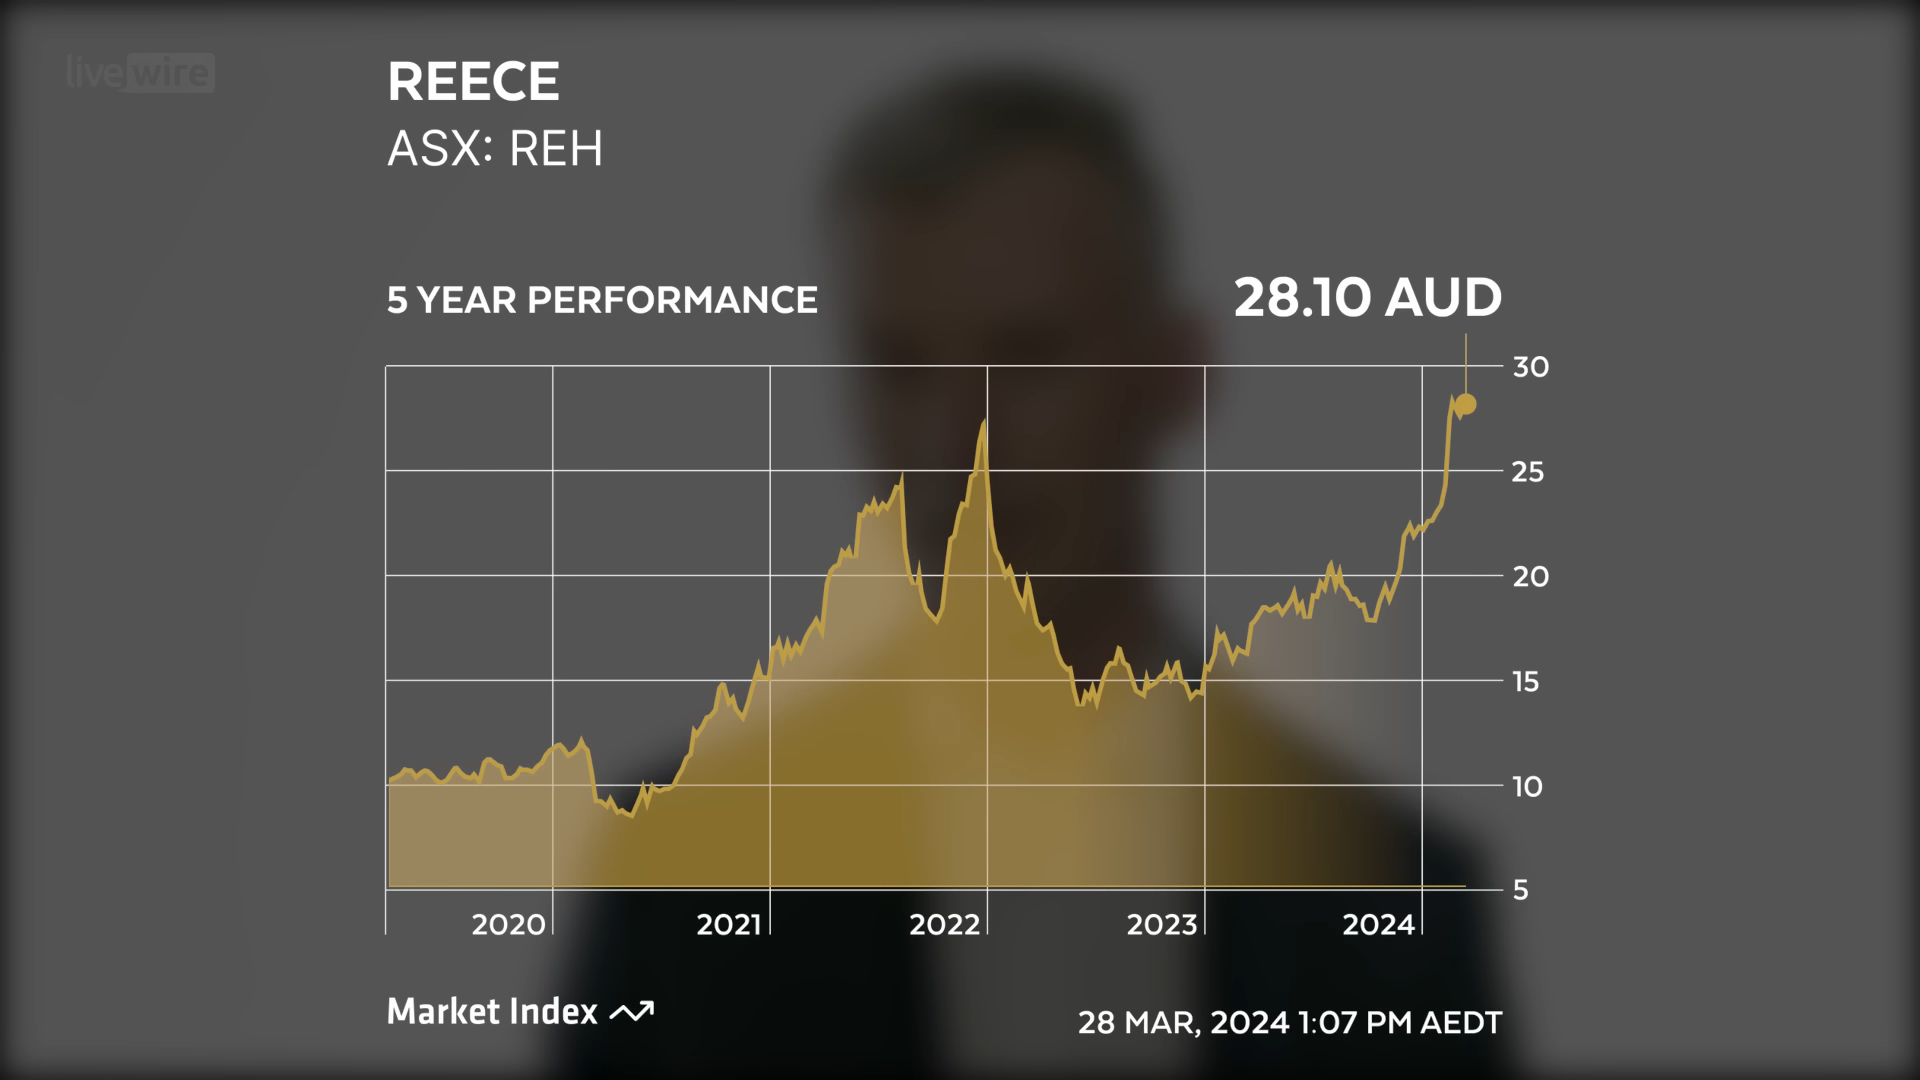 livewire
REECE
ASX: REH
5 YEAR PERFORMANCE
28.10 AUD
30
25
20
15
10
5
2020 2021 2022 2023 2024
Market Index
28 MAR, 2024 1:07 PM AEDT